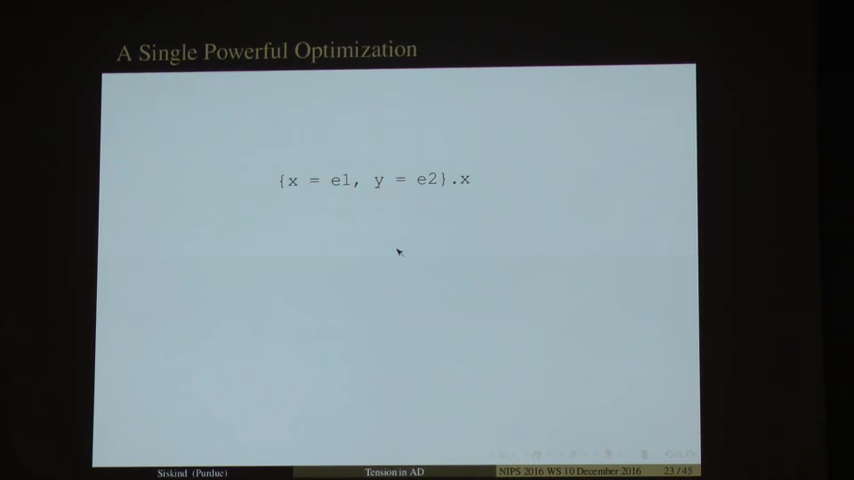 A Single Powerful Optimization
{x = e1, y = e2}.x
Siskind (Purdue) Tension in AD NIPS 2016 WS 10 December 2016 23 / 45